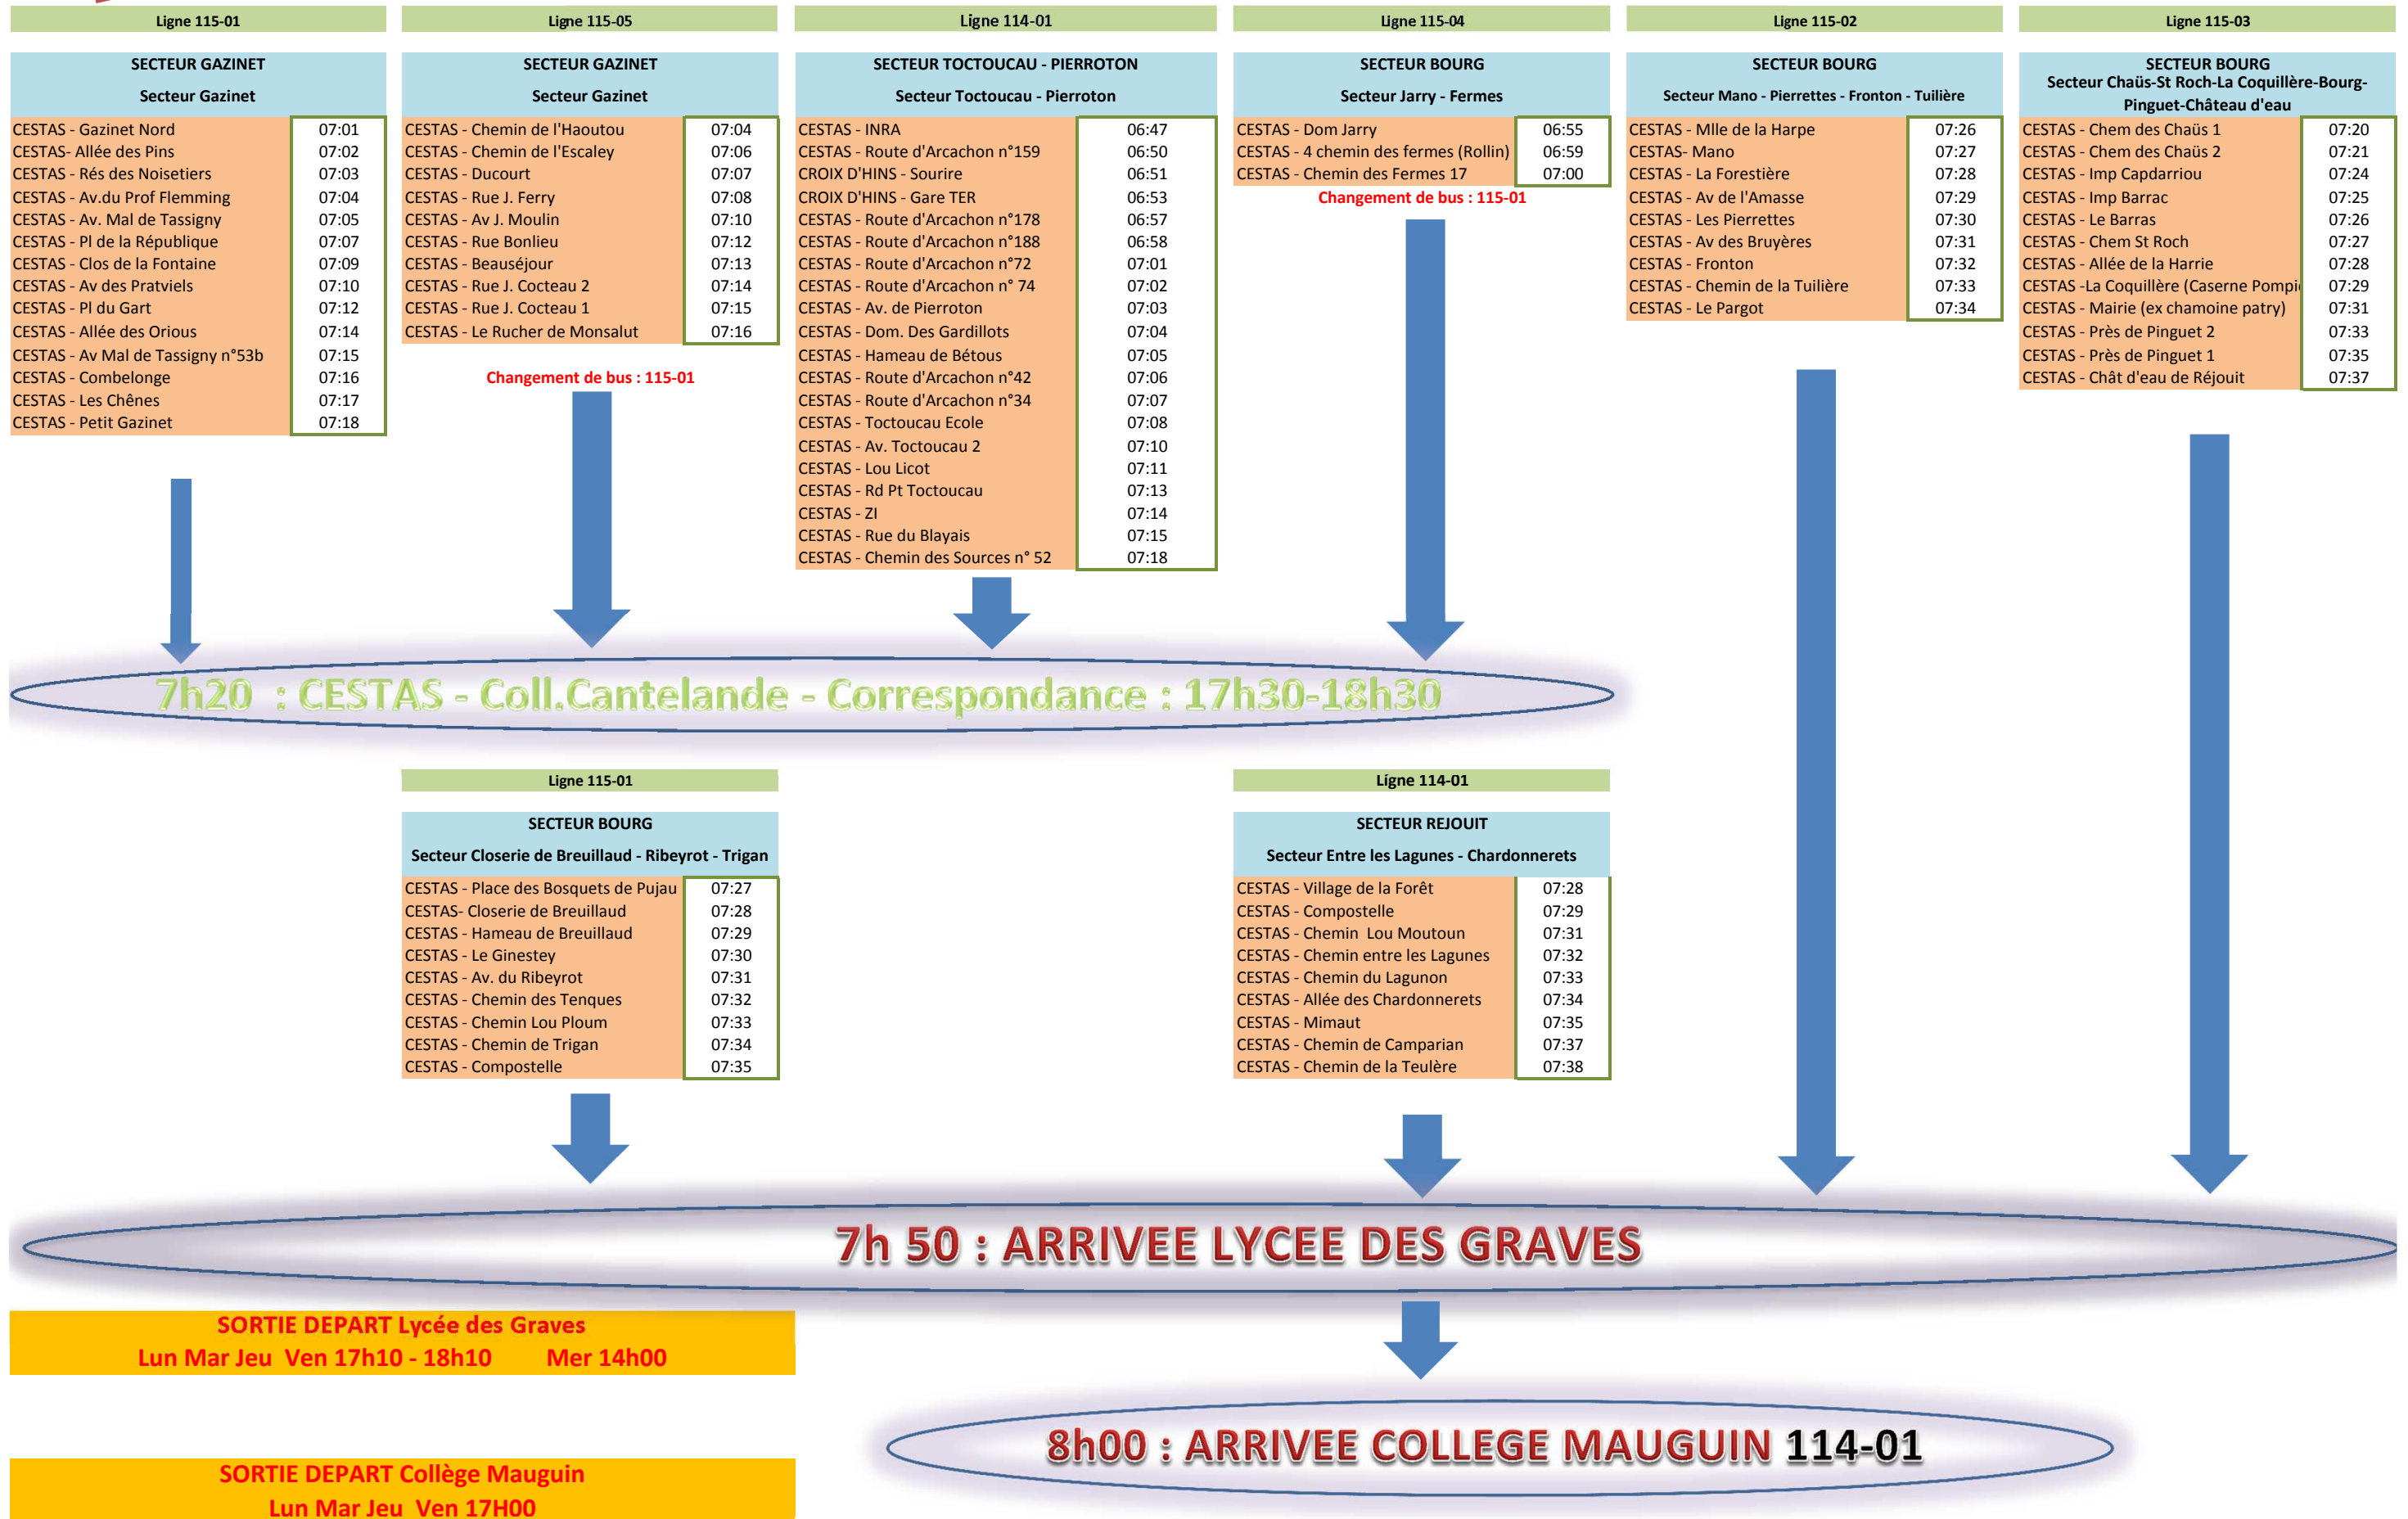 Ligne 115-01
SECTEUR GAZINET
Secteur Gazinet
CESTAS - Gazinet Nord 07:01
CESTAS- Allée des Pins 07:02
CESTAS - Rés des Noisetiers 07:03
CESTAS - Av.du Prof Flemming 07:04
CESTAS - Av. Mal de Tassigny 07:05
CESTAS - Pl de la République 07:07
CESTAS - Clos de la Fontaine 07:09
CESTAS - Av des Pratviels 07:10
CESTAS - Pl du Gart 07:12
CESTAS - Allée des Orious 07:14
CESTAS - Av Mal de Tassigny n°53b 07:15
CESTAS - Combelonge 07:16
CESTAS - Les Chênes 07:17
CESTAS - Petit Gazinet 07:18
Ligne 115-05
SECTEUR GAZINET
Secteur Gazinet
CESTAS - Chemin de l'Haoutou 07:04
CESTAS - Chemin de l'Escaley 07:06
CESTAS - Ducourt 07:07
CESTAS - Rue J. Ferry 07:08
CESTAS - Av J. Moulin 07:10
CESTAS - Rue Bonlieu 07:12
CESTAS - Beauséjour 07:13
CESTAS - Rue J. Cocteau 2 07:14
CESTAS - Rue J. Cocteau 1 07:15
CESTAS - Le Rucher de Monsalut 07:16
Changement de bus : 115-01
Ligne 114-01
SECTEUR TOCTOUCAU - PIERROTON
Secteur Toctoucau - Pierroton
CESTAS - INRA 06:47
CESTAS - Route d'Arcachon n°159 06:50
CROIX D'HINS - Sourire 06:51
CROIX D'HINS - Gare TER 06:53
CESTAS - Route d'Arcachon n°178 06:57
CESTAS - Route d'Arcachon n°188 06:58
CESTAS - Route d'Arcachon n°72 07:01
CESTAS - Route d'Arcachon n° 74 07:02
CESTAS - Av. de Pierroton 07:03
CESTAS - Dom. Des Gardillots 07:04
CESTAS - Hameau de Bétous 07:05
CESTAS - Route d'Arcachon n°42 07:06
CESTAS - Route d'Arcachon n°34 07:07
CESTAS - Toctoucau Ecole 07:08
CESTAS - Av. Toctoucau 2 07:10
CESTAS - Lou Licot 07:11
CESTAS - Rd Pt Toctoucau 07:13
CESTAS - ZI 07:14
CESTAS - Rue du Blayais 07:15
CESTAS - Chemin des Sources n° 52 07:18
Ligne 115-04
SECTEUR BOURG
Secteur Jarry - Fermes
CESTAS - Dom Jarry 06:55
CESTAS - 4 chemin des fermes (Rollin) 06:59
CESTAS - Chemin des Fermes 17 07:00
Changement de bus : 115-01
Ligne 115-02
SECTEUR BOURG
Secteur Mano - Pierrettes - Fronton - Tuilière
CESTAS - Mlle de la Harpe 07:26
CESTAS- Mano 07:27
CESTAS - La Forestière 07:28
CESTAS - Av de l'Amasse 07:29
CESTAS - Les Pierrettes 07:30
CESTAS - Av des Bruyères 07:31
CESTAS - Fronton 07:32
CESTAS - Chemin de la Tuilière 07:33
CESTAS - Le Pargot 07:34
Ligne 115-03
SECTEUR BOURG
Secteur Chaüs-St Roch-La Coquillère-Bourg-
Pinguet-Château d'eau
CESTAS - Chem des Chaüs 1 07:20
CESTAS - Chem des Chaüs 2 07:21
CESTAS - Imp Capdarriou 07:24
CESTAS - Imp Barrac 07:25
CESTAS - Le Barras 07:26
CESTAS - Chem St Roch 07:27
CESTAS - Allée de la Harrie 07:28
CESTAS -La Coquillère (Caserne Pompi 07:29
CESTAS - Mairie (ex chamoine patry) 07:31
CESTAS - Près de Pinguet 2 07:33
CESTAS - Près de Pinguet 1 07:35
CESTAS - Chât d'eau de Réjouit 07:37
7h20 : CESTAS - Coll.Cantelande - Correspondance : 17h30-18h30
Ligne 115-01
SECTEUR BOURG
Secteur Closerie de Breuillaud - Ribeyrot - Trigan
CESTAS - Place des Bosquets de Pujau 07:27
CESTAS- Closerie de Breuillaud 07:28
CESTAS - Hameau de Breuillaud 07:29
CESTAS - Le Ginestey 07:30
CESTAS - Av. du Ribeyrot 07:31
CESTAS - Chemin des Tenques 07:32
CESTAS - Chemin Lou Ploum 07:33
CESTAS - Chemin de Trigan 07:34
CESTAS - Compostelle 07:35
Ligne 114-01
SECTEUR REJOUIT
Secteur Entre les Lagunes - Chardonnerets
CESTAS - Village de la Forêt 07:28
CESTAS - Compostelle 07:29
CESTAS - Chemin Lou Moutoun 07:31
CESTAS - Chemin entre les Lagunes 07:32
CESTAS - Chemin du Lagunon 07:33
CESTAS - Allée des Chardonnerets 07:34
CESTAS - Mimaut 07:35
CESTAS - Chemin de Camparian 07:37
CESTAS - Chemin de la Teulère 07:38
7h 50 : ARRIVEE LYCEE DES GRAVES
SORTIE DEPART Lycée des Graves
Lun Mar Jeu Ven 17h10 - 18h10 Mer 14h00
8h00 : ARRIVEE COLLEGE MAUGUIN 114-01
SORTIE DEPART Collège Mauguin
Lun Mar Jeu Ven 17H00